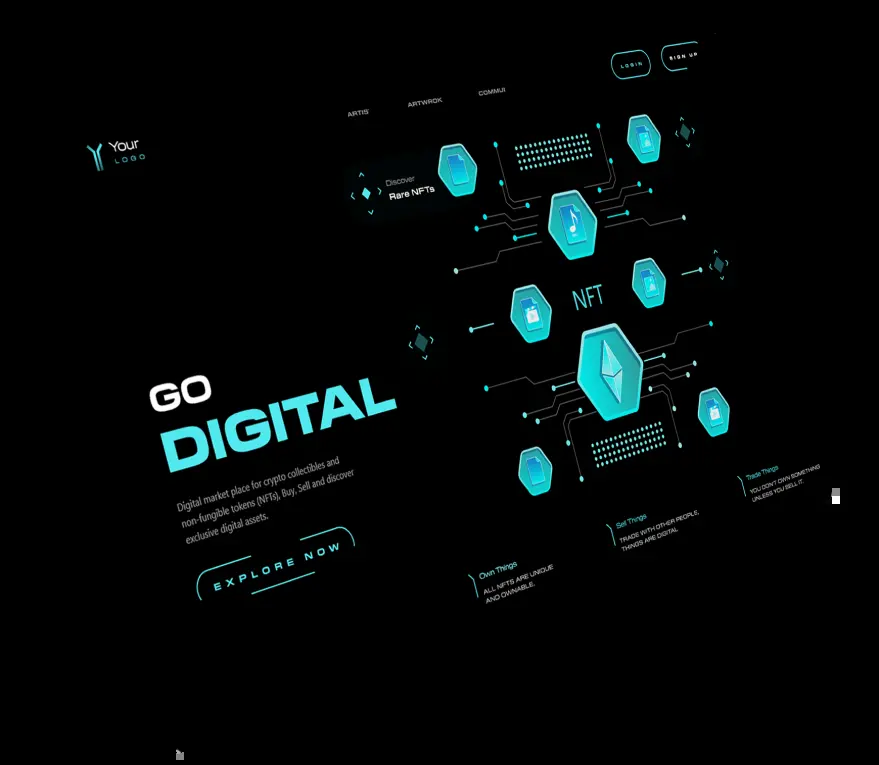 LOGIN
SIGN UP
ARTIS
ARTWROK
COMMUI
Your
LOGO
Discover
Rare NFTs
NFT
GO
DIGITAL
Digital market place for crypto collectibles and
non-fungible tokens (NFTs), Buy, Sell and discover
exclusive digital assets.
EXPLORE NOW
Own Things
ALL NFTS ARE UNIQUE
AND OWNABLE.
Sell Things
TRADE WITH OTHER PEOPLE,
THINGS ARE DIGITAL
Trade Things
YOU DON'T OWN SOMETHING
UNLESS YOU SELL IT.